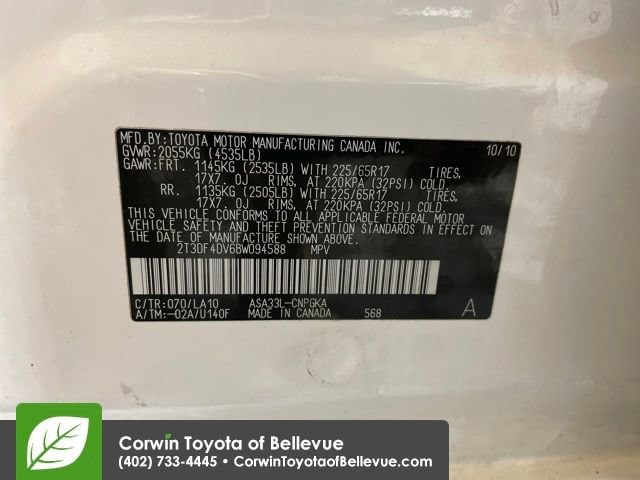 MFD.BY:TOYOTA MOTOR MANUFACTURING CANADA INC. 10/10
GVWR:2055KG (4535LB)
GAWR:FRT. 1145KG (2535LB) WITH 225/65R17 TIRES,
17X7. OJ RIMS, AT 220KPA (32PSI) COLD.
RR. 1135KG (2505LB) WITH 225/65R17 TIRES,
17X7. OJ RIMS, AT 220KPA (32PSI) COLD.
THIS VEHICLE CONFORMS TO ALL APPLICABLE FEDERAL MOTOR
VEHICLE SAFETY AND THEFT PREVENTION STANDARDS IN EFFECT ON
THE DATE OF MANUFACTURE SHOWN ABOVE.
2T3DF4DV6BW094588 MPV
C/TR:070/LA10 ASA33L-CNPGKA
A/TM:-02A/U140F MADE IN CANADA 568 A
Corwin Toyota of Bellevue
(402) 733-4445 • CorwinToyotaofBellevue.com